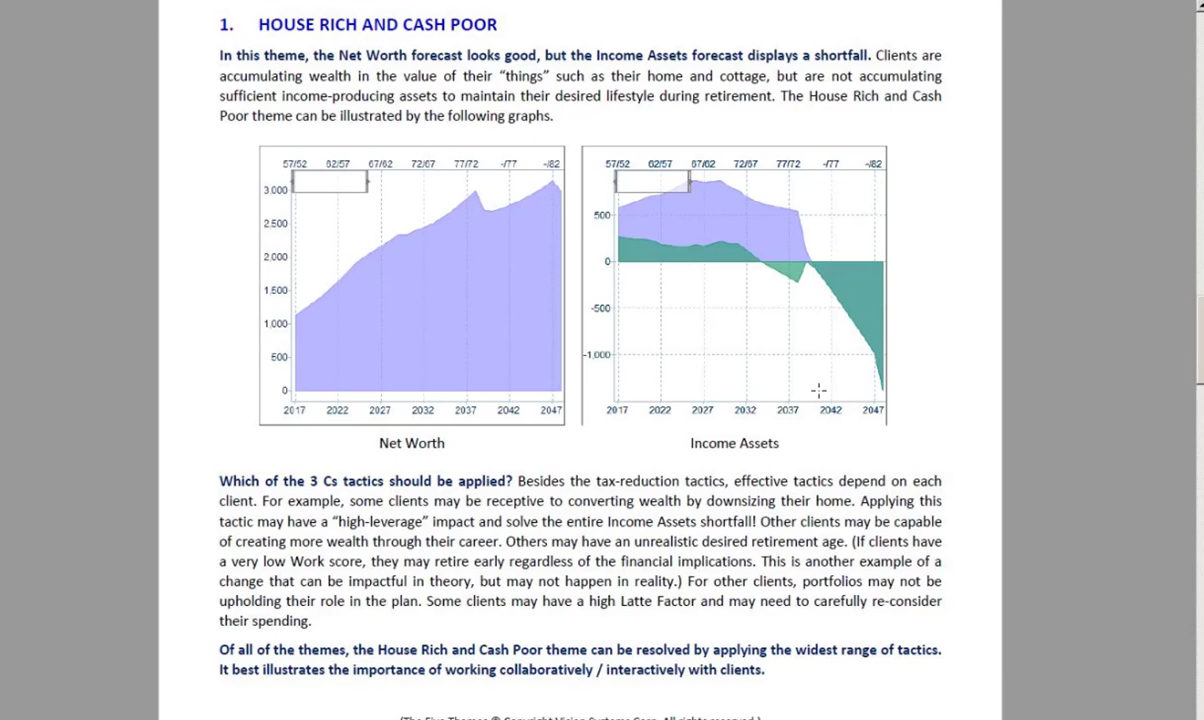 1. HOUSE RICH AND CASH POOR
In this theme, the Net Worth forecast looks good, but the Income Assets forecast displays a shortfall. Clients are
accumulating wealth in the value of their “things” such as their home and cottage, but are not accumulating
sufficient income-producing assets to maintain their desired lifestyle during retirement. The House Rich and Cash
Poor theme can be illustrated by the following graphs.
57/52 62/57 67/62 72/67 77/72 -/77 -/82
3.000
2.500
2.000
1.500
1.000
500
0
2017 2022 2027 2032 2037 2042 2047
Net Worth
57/52 62/57 67/62 72/67 77/72 -/77 -/82
500
0
-500
-1.000
2017 2022 2027 2032 2037 2042 2047
Income Assets
Which of the 3 Cs tactics should be applied? Besides the tax-reduction tactics, effective tactics depend on each
client. For example, some clients may be receptive to converting wealth by downsizing their home. Applying this
tactic may have a “high-leverage” impact and solve the entire Income Assets shortfall! Other clients may be capable
of creating more wealth through their career. Others may have an unrealistic desired retirement age. (If clients have
a very low Work score, they may retire early regardless of the financial implications. This is another example of a
change that can be impactful in theory, but may not happen in reality.) For other clients, portfolios may not be
upholding their role in the plan. Some clients may have a high Latte Factor and may need to carefully re-consider
their spending.
Of all of the themes, the House Rich and Cash Poor theme can be resolved by applying the widest range of tactics.
It best illustrates the importance of working collaboratively / interactively with clients.
(The Five Themes © Copyright Vision Systems Corp. All rights reserved.)